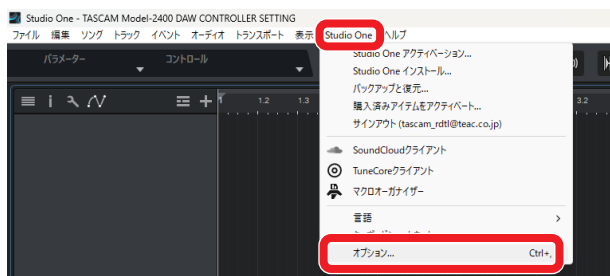 Studio One - TASCAM Model-2400 DAW CONTROLLER SETTING
ファイル 編集 ソング トラック イベント オーディオ トランスポート 表示 Studio One ヘルプ
パラメーター コントロール
Studio One アクティベーション...
Studio One インストール...
バックアップと復元...
購入済みアイテムをアクティベート...
サインアウト (tascam_rdtl@teac.co.jp)
SoundCloudクライアント
TuneCoreクライアント
マクロオーガナイザー
言語
オプション... Ctrl+,
1 1.2 1.3 3.2